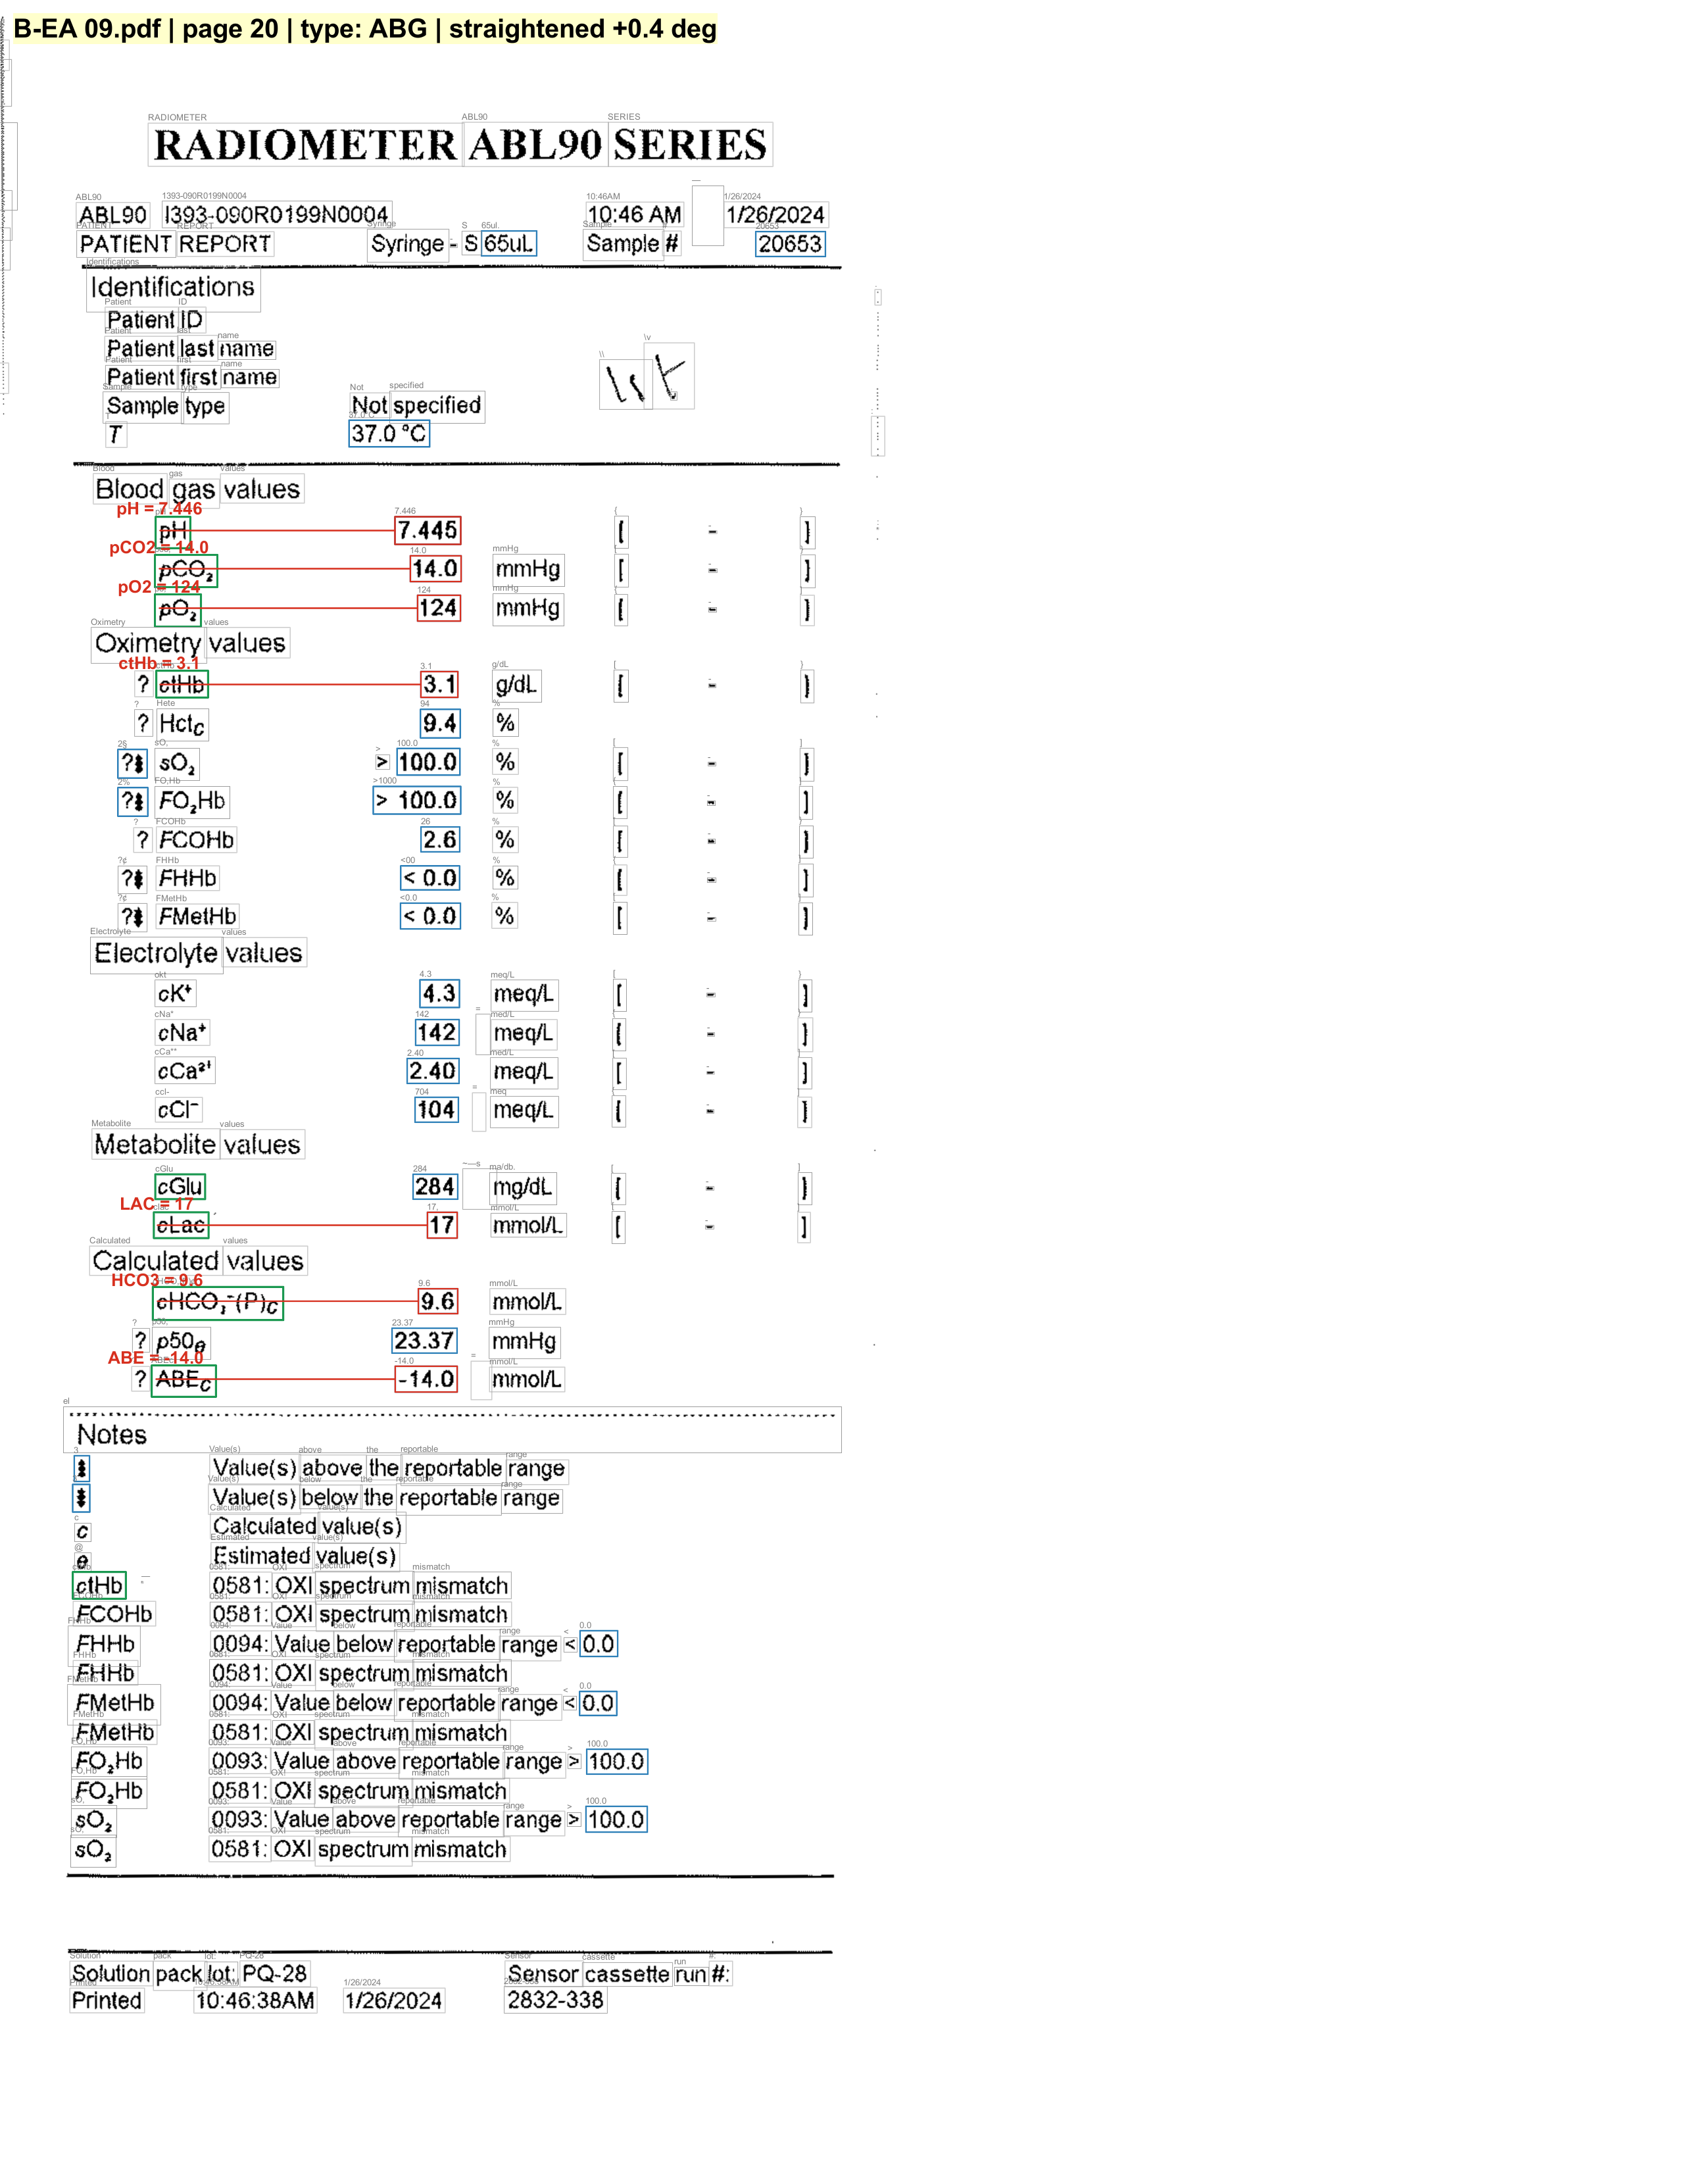 B-EA 09.pdf | page 20 | type: ABG | straightened +0.4 deg
RADIOMETER ABL90 SERIES
ABL90 I393-090R0199N0004 10:46 AM 1/26/2024
PATIENT REPORT Syringe - S 65uL Sample # 20653
Identifications
Patient ID
Patient last name
Patient first name
Sample type Not specified
T 37.0 °C
Blood gas values
pH = 7.446
pH 7.445 [ - ]
pCO2 = 14.0
pCO₂ 14.0 mmHg [ - ]
pO2 = 124
pO₂ 124 mmHg [ - ]
Oximetry values
ctHb = 3.1
? ctHb 3.1 g/dL [ - ]
? Hctc 9.4 %
?⇞ sO₂ > 100.0 % [ - ]
?⇞ FO₂Hb > 100.0 % [ - ]
? FCOHb 2.6 % [ - ]
?⇟ FHHb < 0.0 % [ - ]
?⇟ FMetHb < 0.0 % [ - ]
Electrolyte values
cK⁺ 4.3 meq/L [ - ]
cNa⁺ 142 meq/L [ - ]
cCa²⁺ 2.40 meq/L [ - ]
cCl⁻ 104 meq/L [ - ]
Metabolite values
cGlu 284 mg/dL [ - ]
LAC = 17
cLac 17 mmol/L [ - ]
Calculated values
HCO3 = 9.6
cHCO₃⁻(P)c 9.6 mmol/L
? p50e 23.37 mmHg
ABE = -14.0
? ABEc -14.0 mmol/L
Notes
⇞ Value(s) above the reportable range
⇟ Value(s) below the reportable range
c Calculated value(s)
e Estimated value(s)
ctHb 0581: OXI spectrum mismatch
FCOHb 0581: OXI spectrum mismatch
FHHb 0094: Value below reportable range < 0.0
FHHb 0581: OXI spectrum mismatch
FMetHb 0094: Value below reportable range < 0.0
FMetHb 0581: OXI spectrum mismatch
FO₂Hb 0093: Value above reportable range > 100.0
FO₂Hb 0581: OXI spectrum mismatch
sO₂ 0093: Value above reportable range > 100.0
sO₂ 0581: OXI spectrum mismatch
Solution pack lot: PQ-28 Sensor cassette run #:
Printed 10:46:38AM 1/26/2024 2832-338